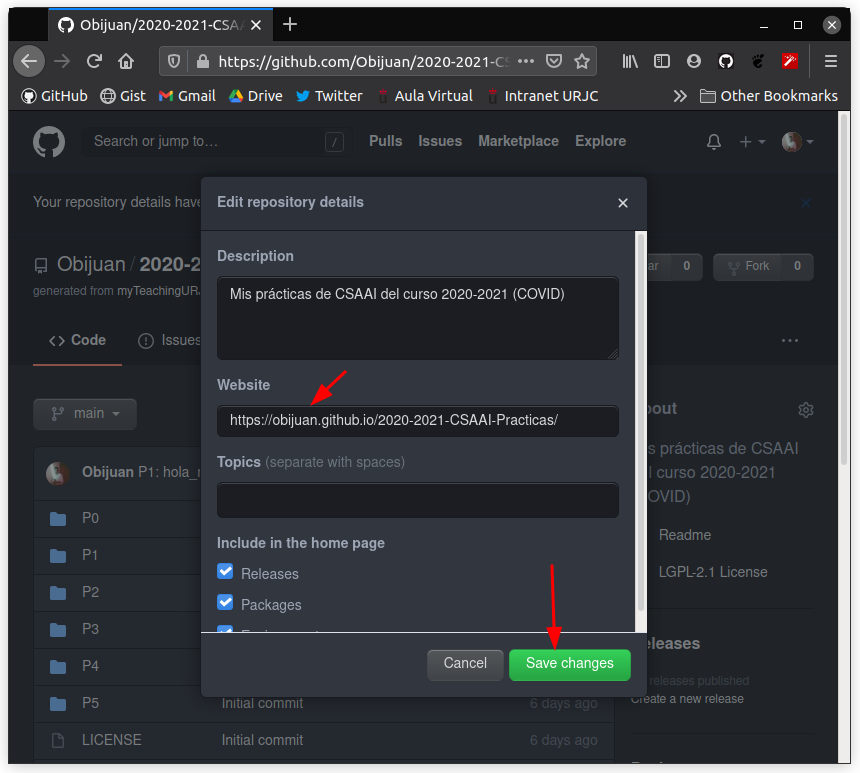 Obijuan/2020-2021-CSA
https://github.com/Obijuan/2020-2021-C
GitHub Gist Gmail Drive Twitter Aula Virtual Intranet URJC Other Bookmarks
Search or jump to… / Pulls Issues Marketplace Explore
Your repository details have
Edit repository details
Description
Mis prácticas de CSAAI del curso 2020-2021 (COVID)
Website
https://obijuan.github.io/2020-2021-CSAAI-Practicas/
Topics (separate with spaces)
Include in the home page
Releases
Packages
Cancel Save changes
Obijuan / 2020-2
ar 0 Fork 0
generated from myTeachingUR
Code Issues
main
Obijuan P1: hola_
P0
P1
P2
P3
P4
P5 Initial commit 6 days ago
LICENSE Initial commit 6 days ago
bout
s prácticas de CSAAI
l curso 2020-2021
OVID)
Readme
LGPL-2.1 License
eleases
releases published
Create a new release